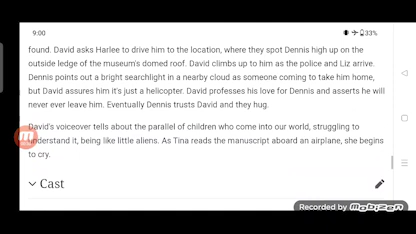 9:00
33%
found. David asks Harlee to drive him to the location, where they spot Dennis high up on the
outside ledge of the museum's domed roof. David climbs up to him as the police and Liz arrive.
Dennis points out a bright searchlight in a nearby cloud as someone coming to take him home,
but David assures him it's just a helicopter. David professes his love for Dennis and asserts he will
never ever leave him. Eventually Dennis trusts David and they hug.
David's voiceover tells about the parallel of children who come into our world, struggling to
understand it, being like little aliens. As Tina reads the manuscript aboard an airplane, she begins
to cry.
Cast
Recorded by Mobizen